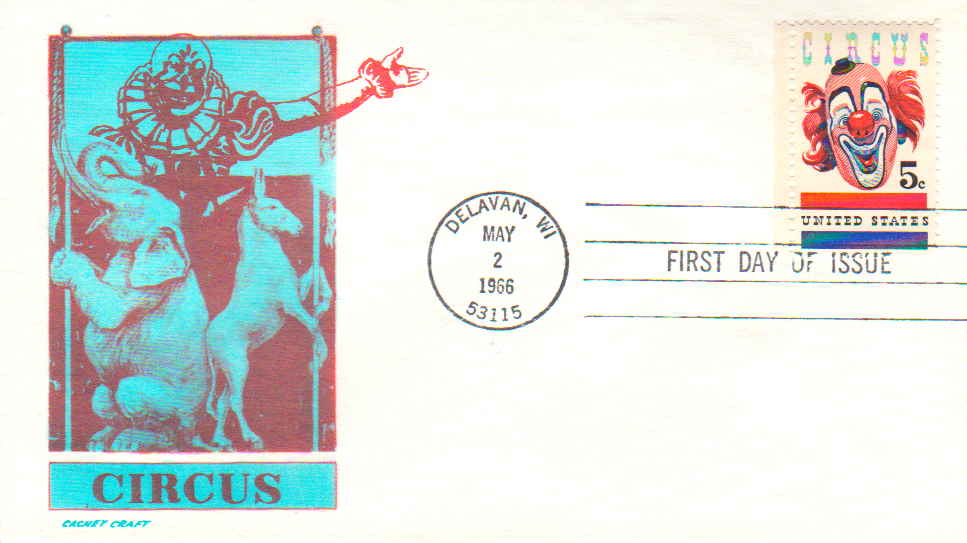 CIRCUS
5c
UNITED STATES
DELAVAN, WI
MAY
2
1966
53115
FIRST DAY OF ISSUE
CIRCUS
CACHET CRAFT